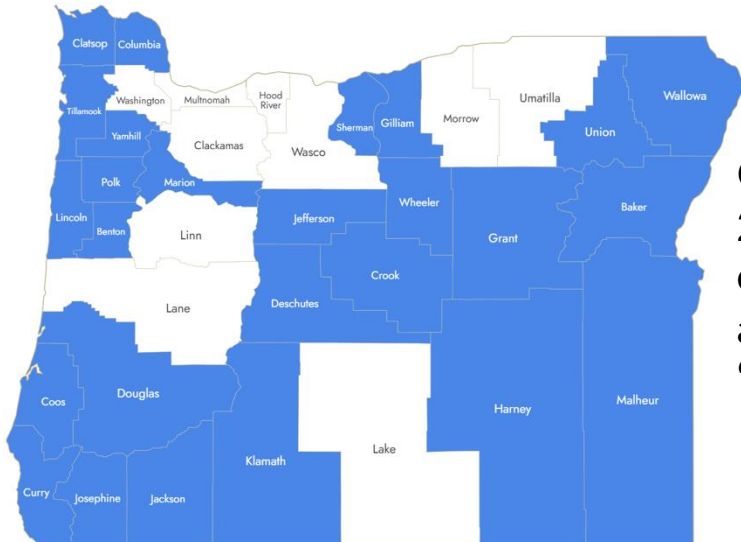 Clatsop
Columbia
Washington
Multnomah
Hood
River
Tillamook
Yamhill
Clackamas
Wasco
Sherman
Gilliam
Morrow
Umatilla
Wallowa
Union
Polk
Marion
Wheeler
Baker
Lincoln
Benton
Linn
Jefferson
Grant
Crook
Lane
Deschutes
Douglas
Coos
Harney
Malheur
Klamath
Lake
Curry
Josephine
Jackson